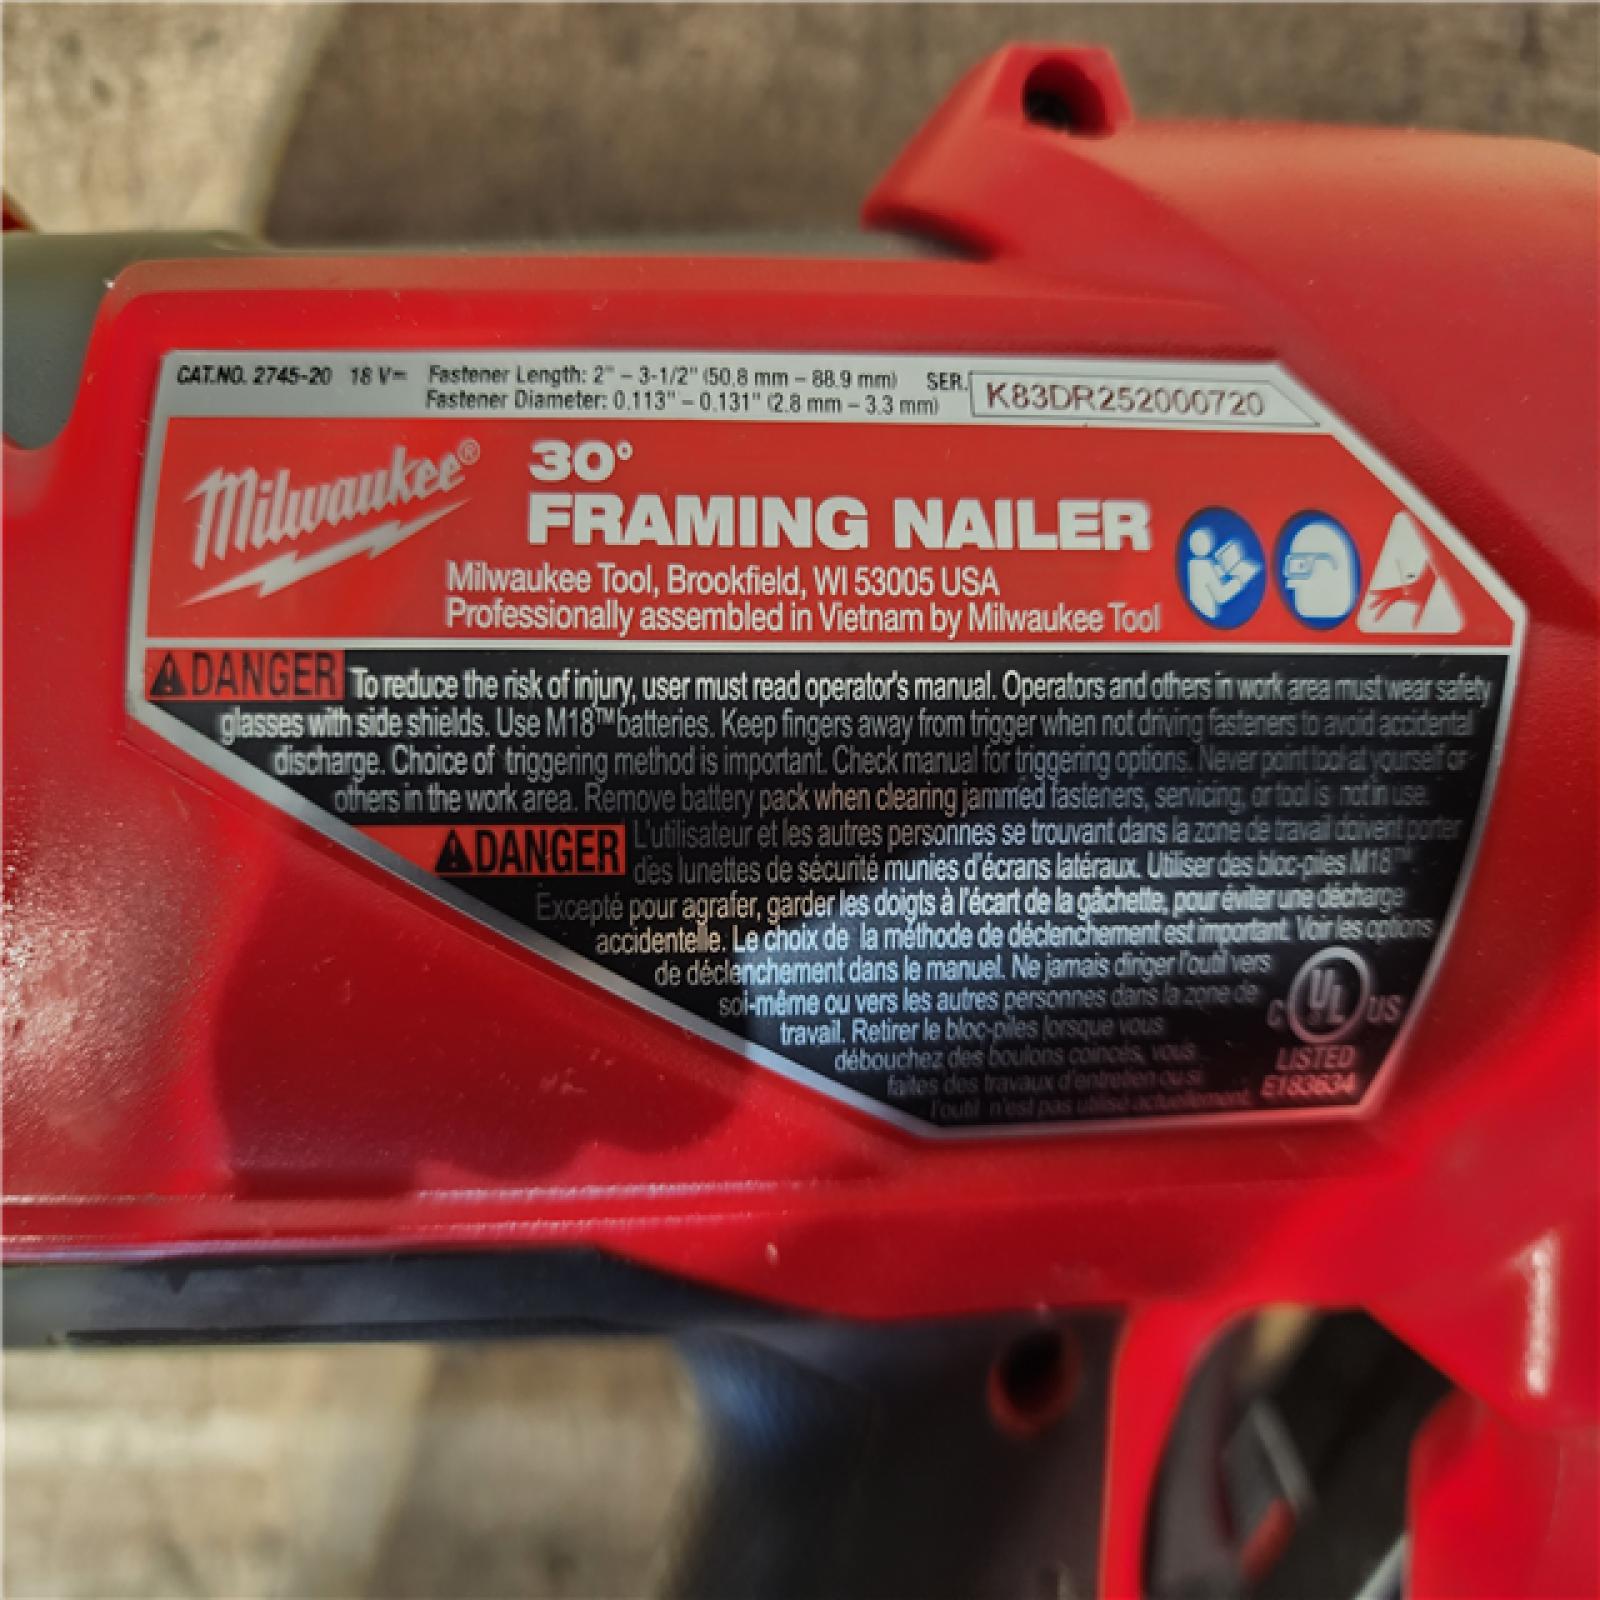 CAT.NO. 2745-20 18 V⎓ Fastener Length: 2" – 3-1/2" (50.8 mm – 88.9 mm) SER. K83DR252000720
Fastener Diameter: 0.113" – 0.131" (2.8 mm – 3.3 mm)
Milwaukee®
30°
FRAMING NAILER
Milwaukee Tool, Brookfield, WI 53005 USA
Professionally assembled in Vietnam by Milwaukee Tool
⚠DANGER To reduce the risk of injury, user must read operator's manual. Operators and others in work area must wear safety
glasses with side shields. Use M18™ batteries. Keep fingers away from trigger when not driving fasteners to avoid accidental
discharge. Choice of triggering method is important. Check manual for triggering options. Never point tool at yourself or
others in the work area. Remove battery pack when clearing jammed fasteners, servicing, or tool is not in use.
⚠DANGER L'utilisateur et les autres personnes se trouvant dans la zone de travail doivent porter
des lunettes de sécurité munies d'écrans latéraux. Utiliser des bloc-piles M18™.
Excepté pour agrafer, garder les doigts à l'écart de la gâchette, pour éviter une décharge
accidentelle. Le choix de la méthode de déclenchement est important. Voir les options
de déclenchement dans le manuel. Ne jamais diriger l'outil vers
soi-même ou vers les autres personnes dans la zone de
travail. Retirer le bloc-piles lorsque vous
débouchez des boulons coincés, vous
faites des travaux d'entretien ou si
l'outil n'est pas utilisé actuellement.
C UL US
LISTED
E183634